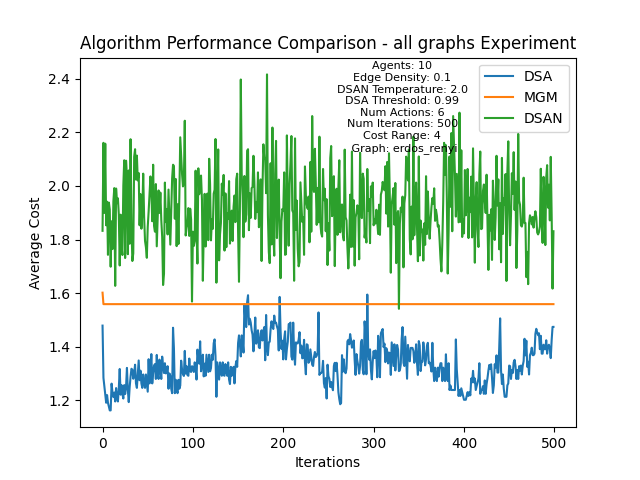 Algorithm Performance Comparison - all graphs Experiment
Agents: 10
Edge Density: 0.1
DSAN Temperature: 2.0
DSA Threshold: 0.99
Num Actions: 6
Num Iterations: 500
Cost Range: 4
Graph: erdos_renyi
DSA
MGM
DSAN
Average Cost
2.4
2.2
2.0
1.8
1.6
1.4
1.2
0
100
200
300
400
500
Iterations